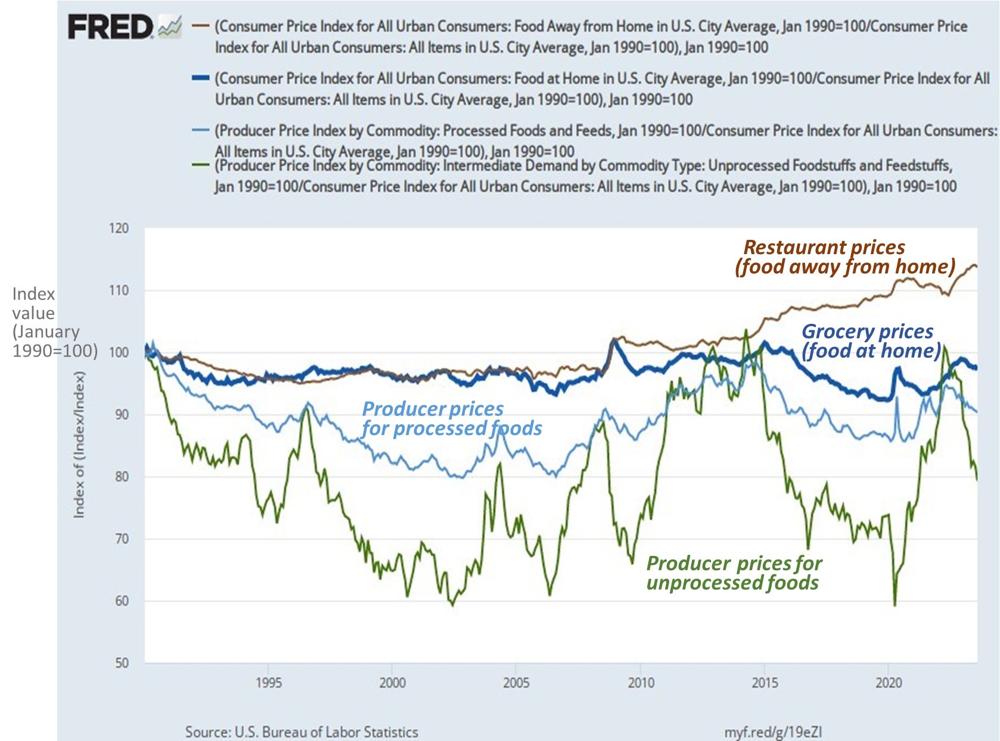 FRED
(Consumer Price Index for All Urban Consumers: Food Away from Home in U.S. City Average, Jan 1990=100/Consumer Price
Index for All Urban Consumers: All Items in U.S. City Average, Jan 1990=100), Jan 1990=100
(Consumer Price Index for All Urban Consumers: Food at Home in U.S. City Average, Jan 1990=100/Consumer Price Index for All
Urban Consumers: All Items in U.S. City Average, Jan 1990=100), Jan 1990=100
(Producer Price Index by Commodity: Processed Foods and Feeds, Jan 1990=100/Consumer Price Index for All Urban Consumers:
All Items in U.S. City Average, Jan 1990=100), Jan 1990=100
(Producer Price Index by Commodity: Intermediate Demand by Commodity Type: Unprocessed Foodstuffs and Feedstuffs,
Jan 1990=100/Consumer Price Index for All Urban Consumers: All Items in U.S. City Average, Jan 1990=100), Jan 1990=100
Index
value
(January
1990=100)
Index of (Index/Index)
120
110
100
90
80
70
60
50
Restaurant prices
(food away from home)
Grocery prices
(food at home)
Producer prices
for processed foods
Producer prices for
unprocessed foods
1995
2000
2005
2010
2015
2020
Source: U.S. Bureau of Labor Statistics
myf.red/g/19eZI